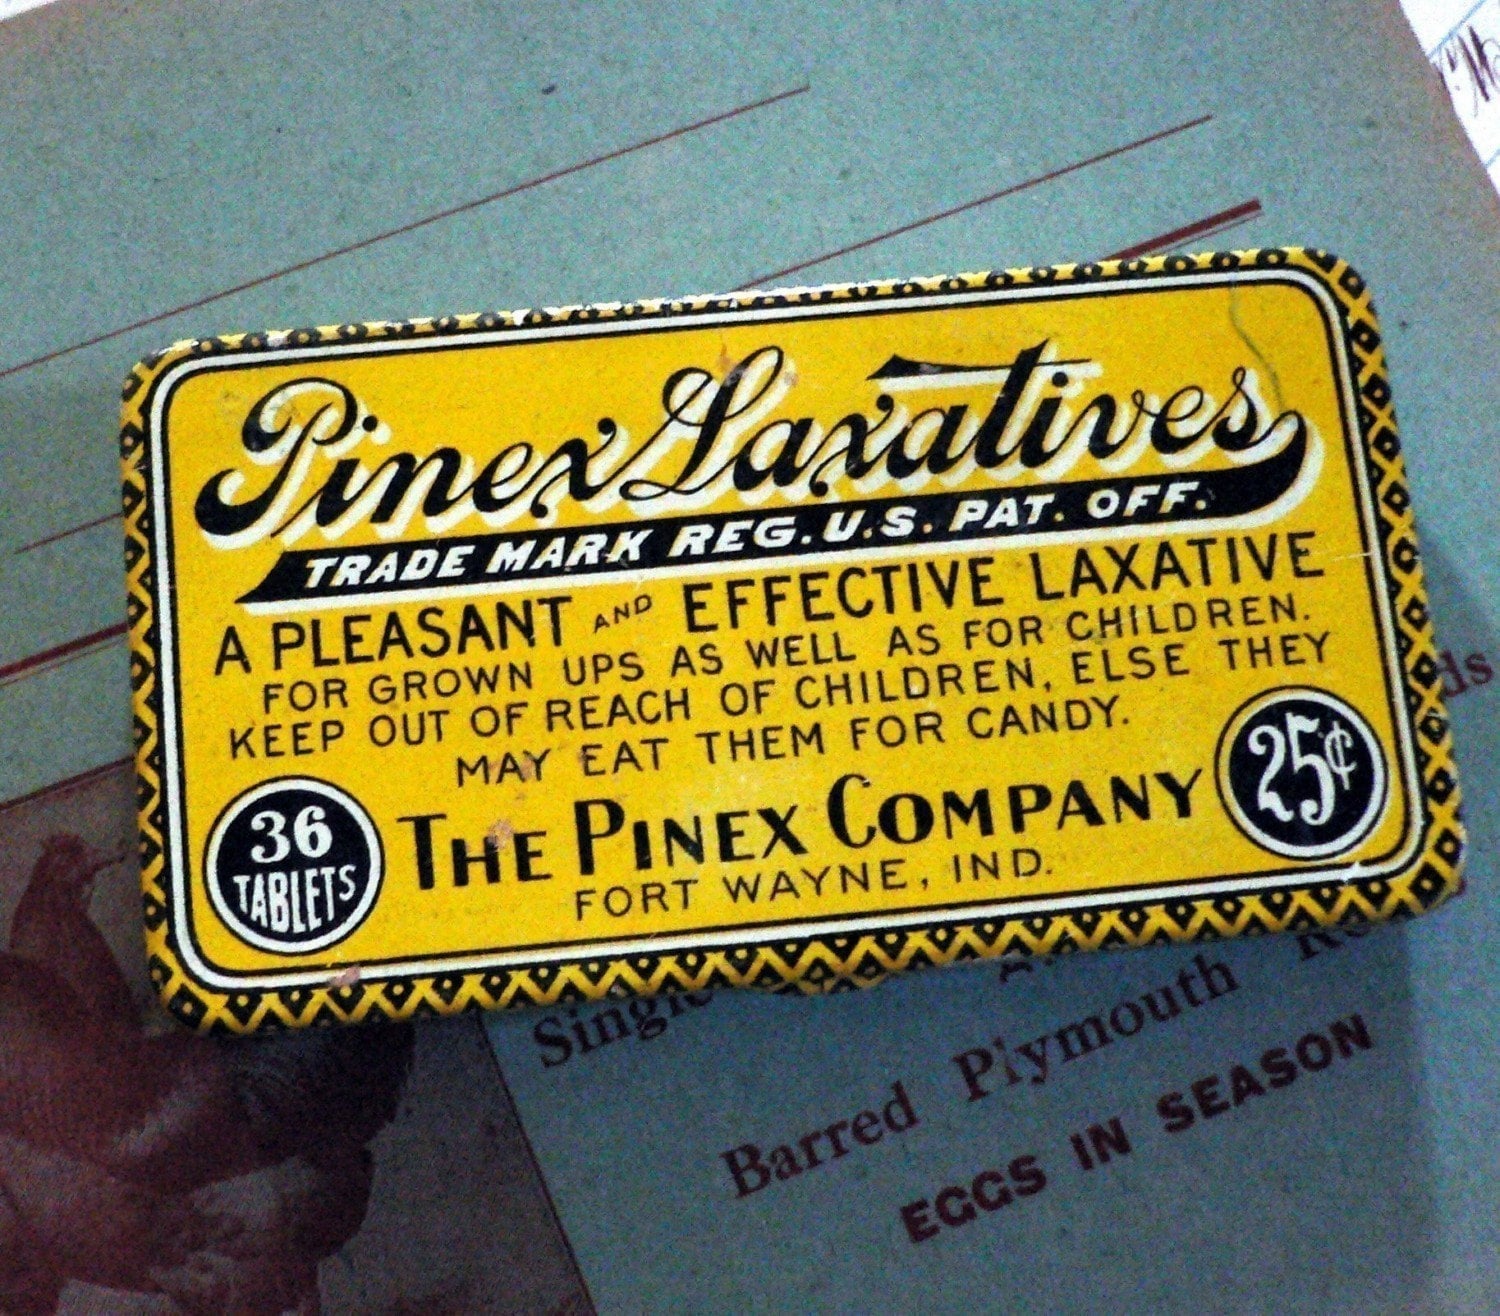 Pinex Laxatives
TRADE MARK REG. U.S. PAT. OFF.
A PLEASANT AND EFFECTIVE LAXATIVE
FOR GROWN UPS AS WELL AS FOR CHILDREN.
KEEP OUT OF REACH OF CHILDREN, ELSE THEY
MAY EAT THEM FOR CANDY.
36
TABLETS
THE PINEX COMPANY
FORT WAYNE, IND.
25¢
Barred Plymouth
EGGS IN SEASON